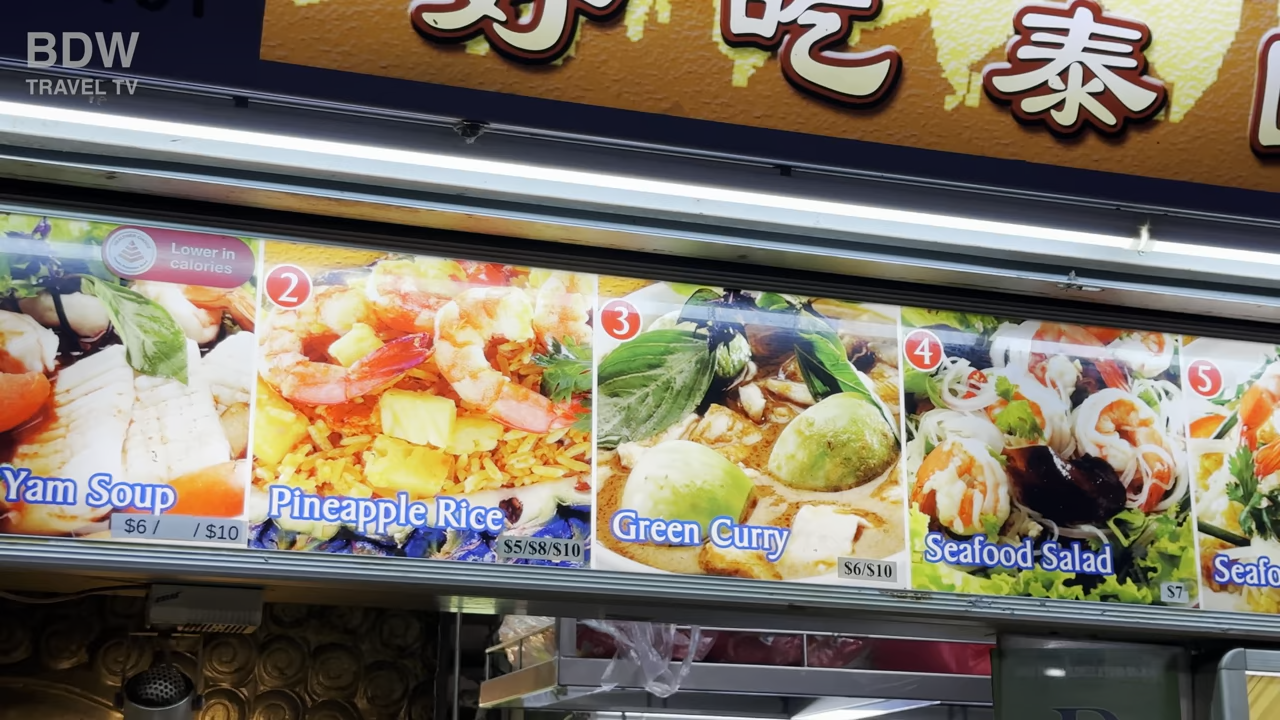 BDW
TRAVEL TV
好吃泰
Lower in
calories
Yam Soup
$6 / / $10
2
Pineapple Rice
$5/$8/$10
3
Green Curry
$6/$10
4
Seafood Salad
$7
5